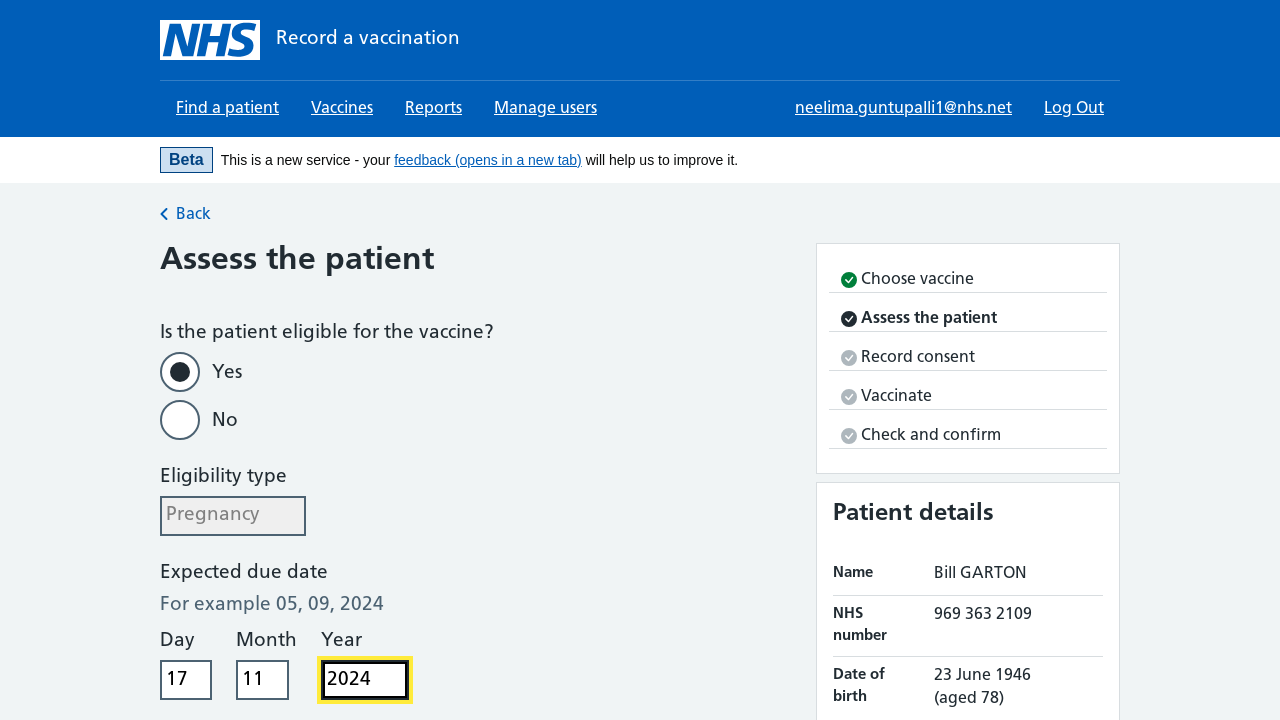 NHS Record a vaccination
Find a patient Vaccines Reports Manage users neelima.guntupalli1@nhs.net Log Out
Beta This is a new service - your feedback (opens in a new tab) will help us to improve it.
Back
Assess the patient
Is the patient eligible for the vaccine?
Yes
No
Eligibility type
Pregnancy
Expected due date
For example 05, 09, 2024
Day Month Year
17 11 2024
Choose vaccine
Assess the patient
Record consent
Vaccinate
Check and confirm
Patient details
Name Bill GARTON
NHS 969 363 2109
number
Date of 23 June 1946
birth (aged 78)